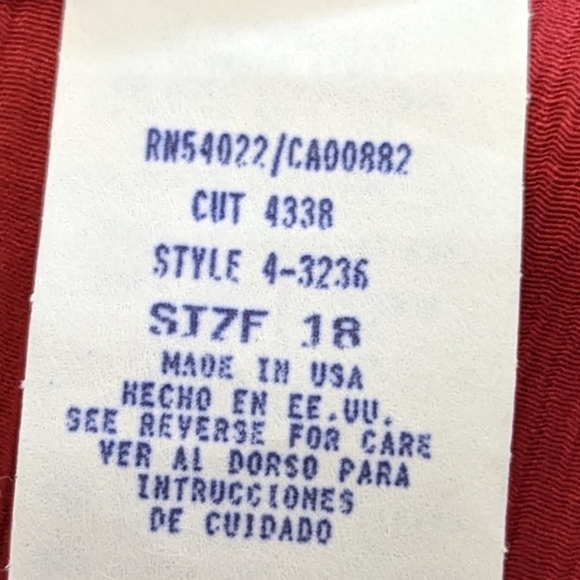 RN54022/CA00882
CUT 4338
STYLE 4-3236
SIZE 18
MADE IN USA
HECHO EN EE.UU.
SEE REVERSE FOR CARE
VER AL DORSO PARA
INTRUCCIONES
DE CUIDADO